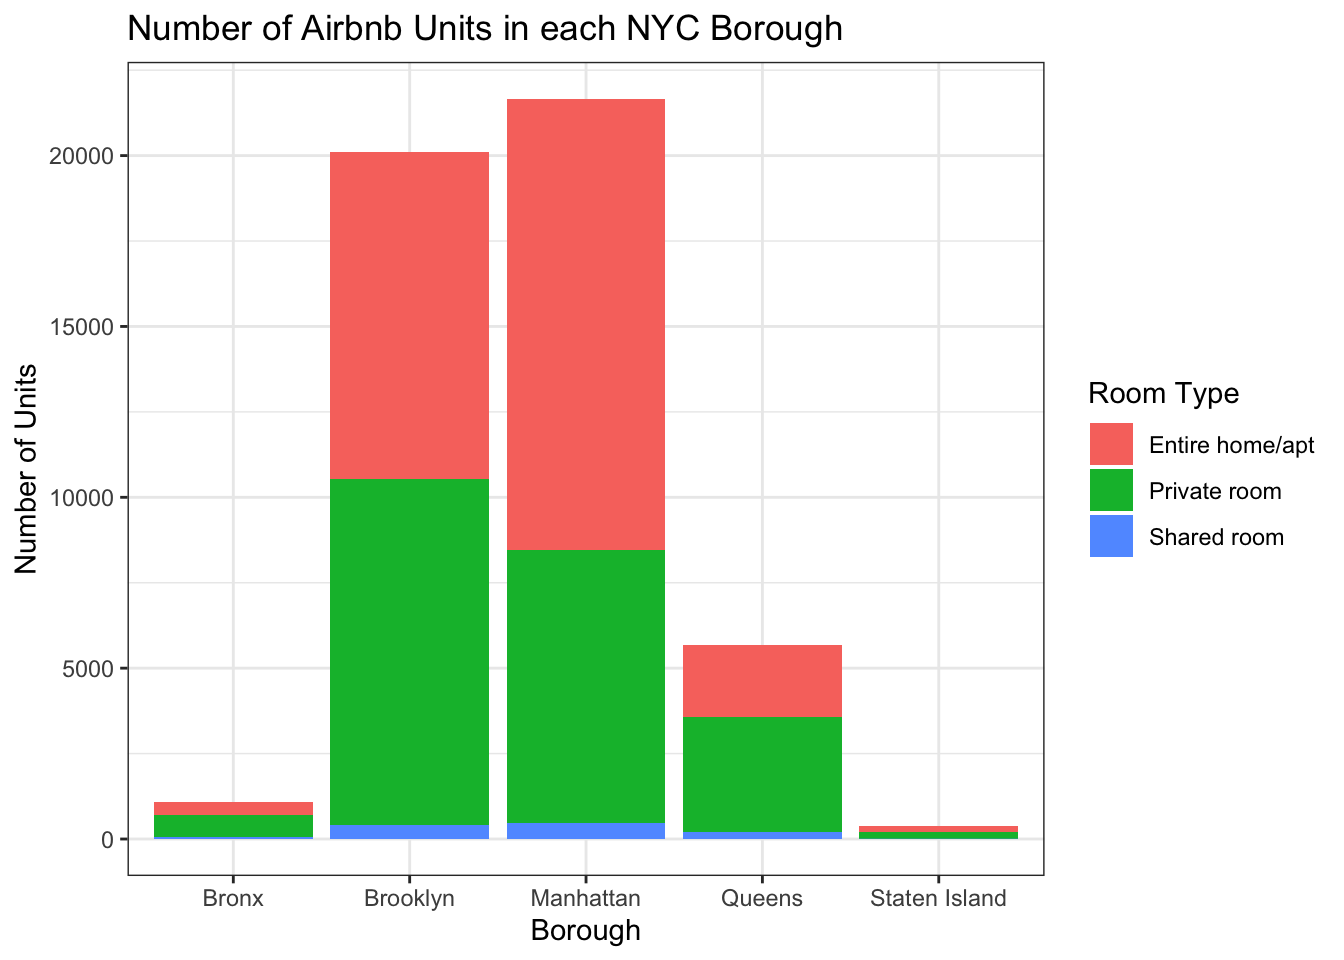 Number of Airbnb Units in each NYC Borough
Number of Units
20000
15000
10000
5000
0
Bronx
Brooklyn
Manhattan
Queens
Staten Island
Borough
Room Type
Entire home/apt
Private room
Shared room